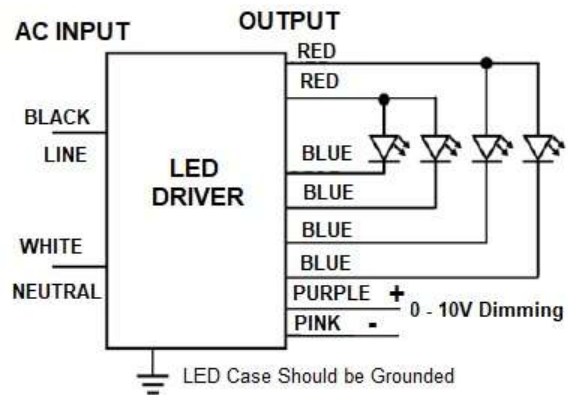 AC INPUT
OUTPUT
RED
RED
BLACK
LINE
LED
DRIVER
BLUE
BLUE
BLUE
BLUE
WHITE
NEUTRAL
PURPLE +
PINK -
0 - 10V Dimming
LED Case Should be Grounded